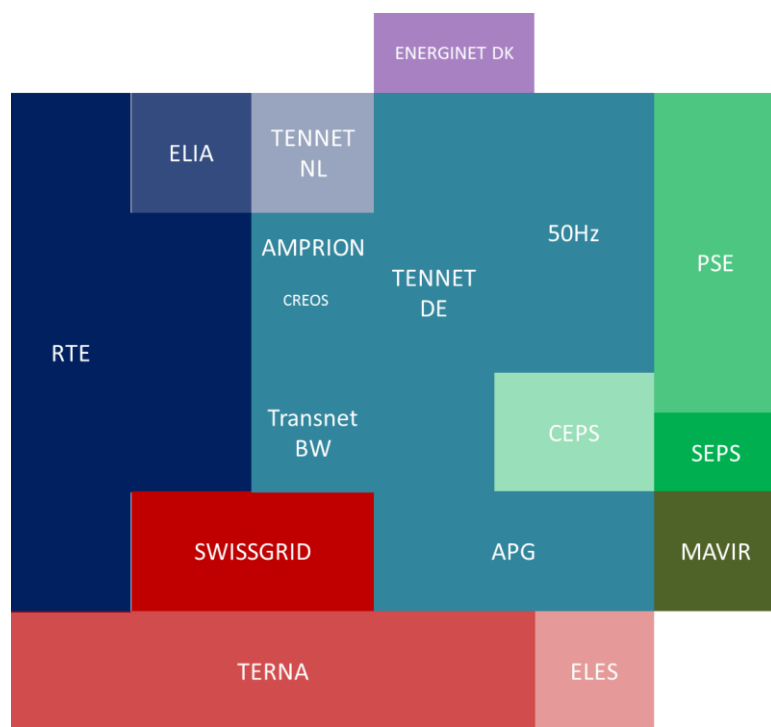 ENERGINET DK
ELIA
TENNET
NL
50Hz
AMPRION
PSE
TENNET
DE
CREOS
RTE
Transnet
BW
CEPS
SEPS
SWISSGRID
APG
MAVIR
TERNA
ELES